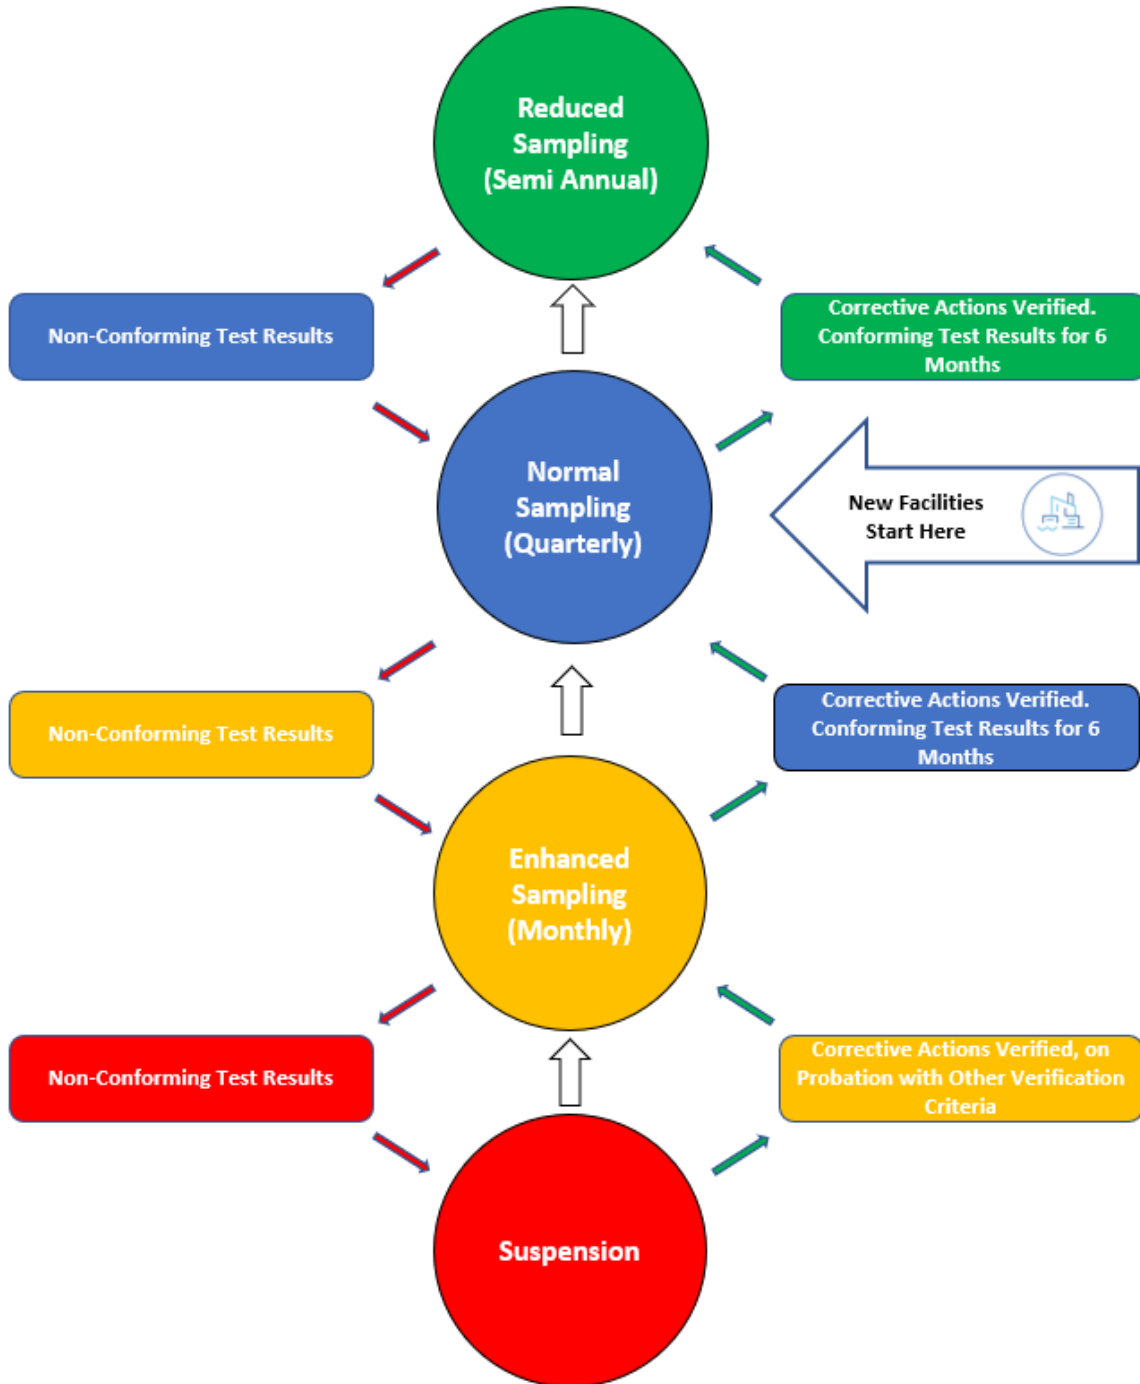 Reduced
Sampling
(Semi Annual)
Non-Conforming Test Results
Corrective Actions Verified.
Conforming Test Results for 6
Months
Normal
Sampling
(Quarterly)
New Facilities
Start Here
Non-Conforming Test Results
Corrective Actions Verified.
Conforming Test Results for 6
Months
Enhanced
Sampling
(Monthly)
Non-Conforming Test Results
Corrective Actions Verified, on
Probation with Other Verification
Criteria
Suspension